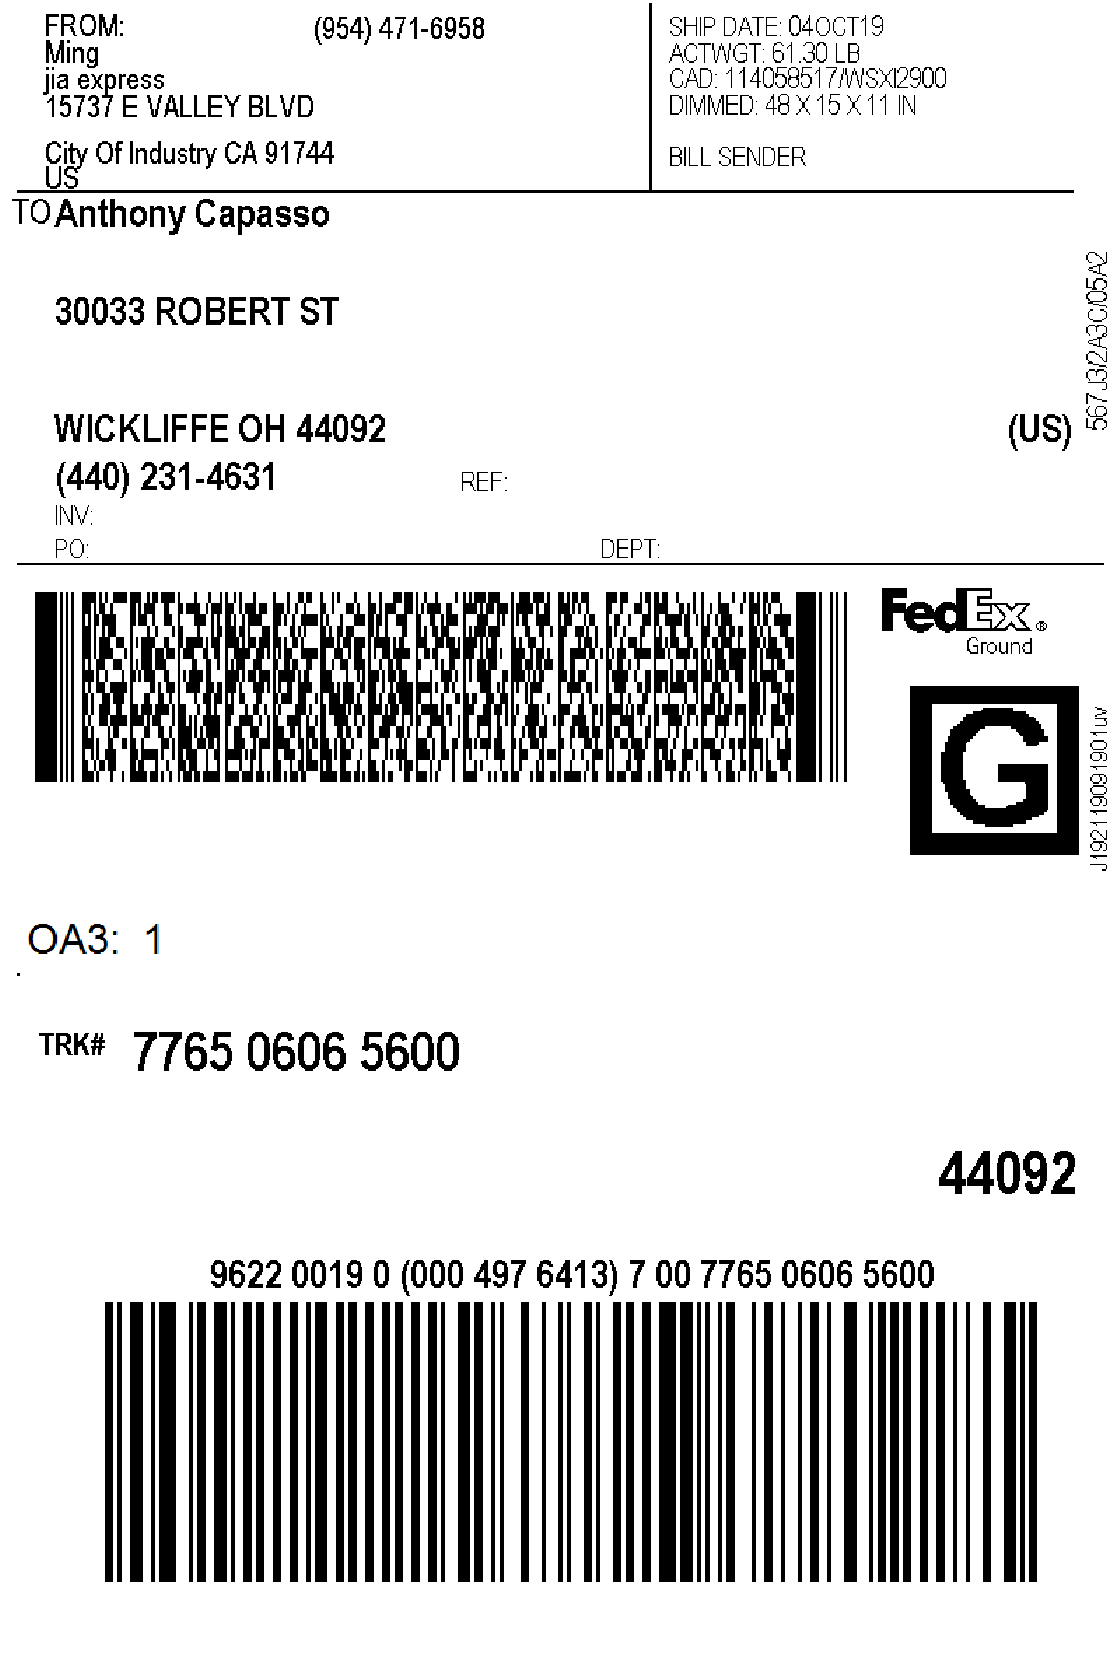 FROM: (954) 471-6958
Ming
jia express
15737 E VALLEY BLVD
City Of Industry CA 91744
US
SHIP DATE: 04OCT19
ACTWGT: 61.30 LB
CAD: 114058517/WSXI2900
DIMMED: 48 X 15 X 11 IN
BILL SENDER
TO Anthony Capasso
30033 ROBERT ST
WICKLIFFE OH 44092 (US)
(440) 231-4631 REF:
INV:
PO: DEPT:
567J3/2A3C/05A2
FedEx®
Ground
G
J192119091901uv
OA3: 1
.
TRK# 7765 0606 5600
44092
9622 0019 0 (000 497 6413) 7 00 7765 0606 5600